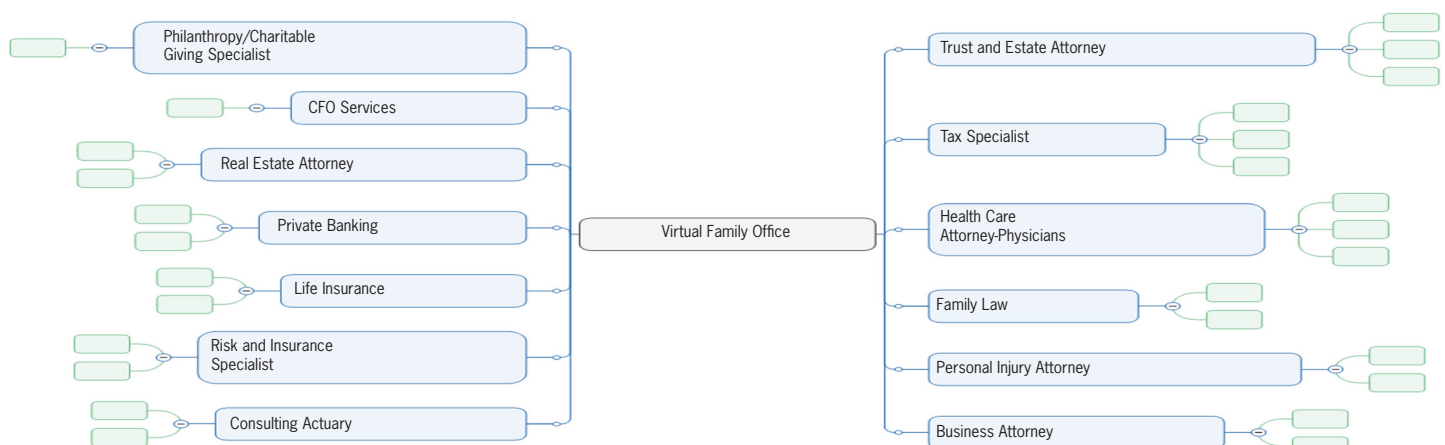 Philanthropy/Charitable
Giving Specialist
CFO Services
Real Estate Attorney
Private Banking
Life Insurance
Risk and Insurance
Specialist
Consulting Actuary
Virtual Family Office
Trust and Estate Attorney
Tax Specialist
Health Care
Attorney-Physicians
Family Law
Personal Injury Attorney
Business Attorney